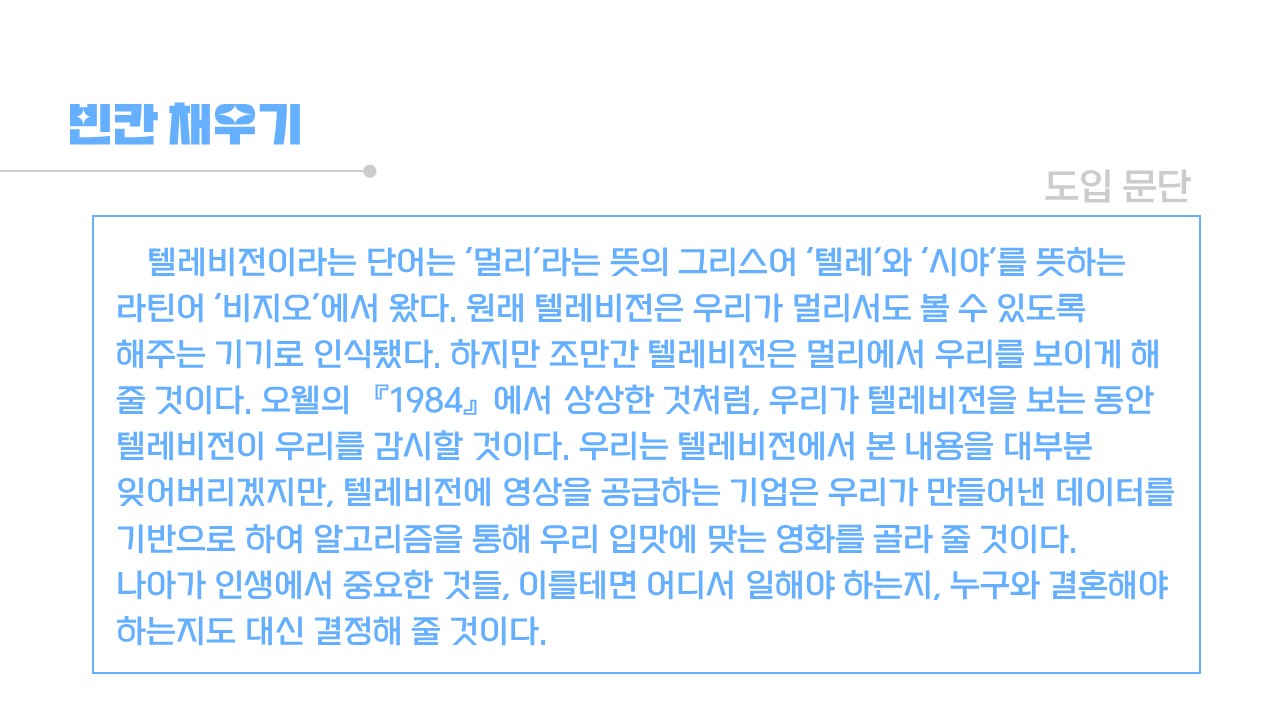 빈칸 채우기
도입 문단
텔레비전이라는 단어는 ‘멀리’라는 뜻의 그리스어 ‘텔레’와 ‘시야’를 뜻하는
라틴어 ‘비지오’에서 왔다. 원래 텔레비전은 우리가 멀리서도 볼 수 있도록
해주는 기기로 인식됐다. 하지만 조만간 텔레비전은 멀리에서 우리를 보이게 해
줄 것이다. 오웰의 『1984』에서 상상한 것처럼, 우리가 텔레비전을 보는 동안
텔레비전이 우리를 감시할 것이다. 우리는 텔레비전에서 본 내용을 대부분
잊어버리겠지만, 텔레비전에 영상을 공급하는 기업은 우리가 만들어낸 데이터를
기반으로 하여 알고리즘을 통해 우리 입맛에 맞는 영화를 골라 줄 것이다.
나아가 인생에서 중요한 것들, 이를테면 어디서 일해야 하는지, 누구와 결혼해야
하는지도 대신 결정해 줄 것이다.